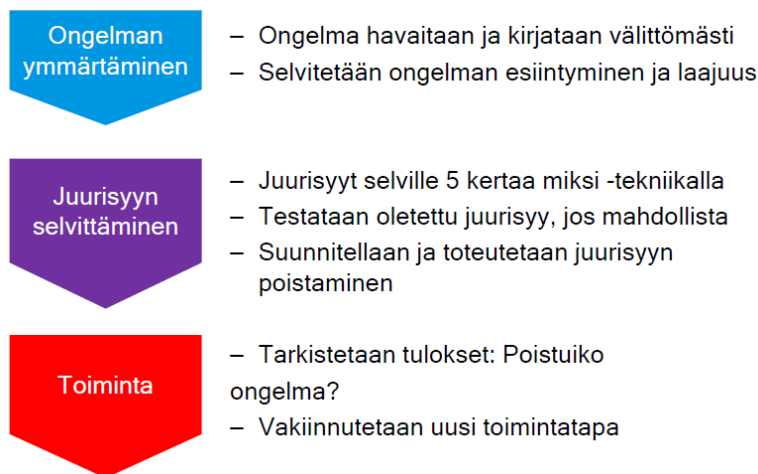 Ongelman
ymmärtäminen
– Ongelma havaitaan ja kirjataan välittömästi
– Selvitetään ongelman esiintyminen ja laajuus
Juurisyyn
selvittäminen
– Juurisyyt selville 5 kertaa miksi -tekniikalla
– Testataan oletettu juurisyy, jos mahdollista
– Suunnitellaan ja toteutetaan juurisyyn
poistaminen
Toiminta
– Tarkistetaan tulokset: Poistuiko
ongelma?
– Vakiinnutetaan uusi toimintatapa